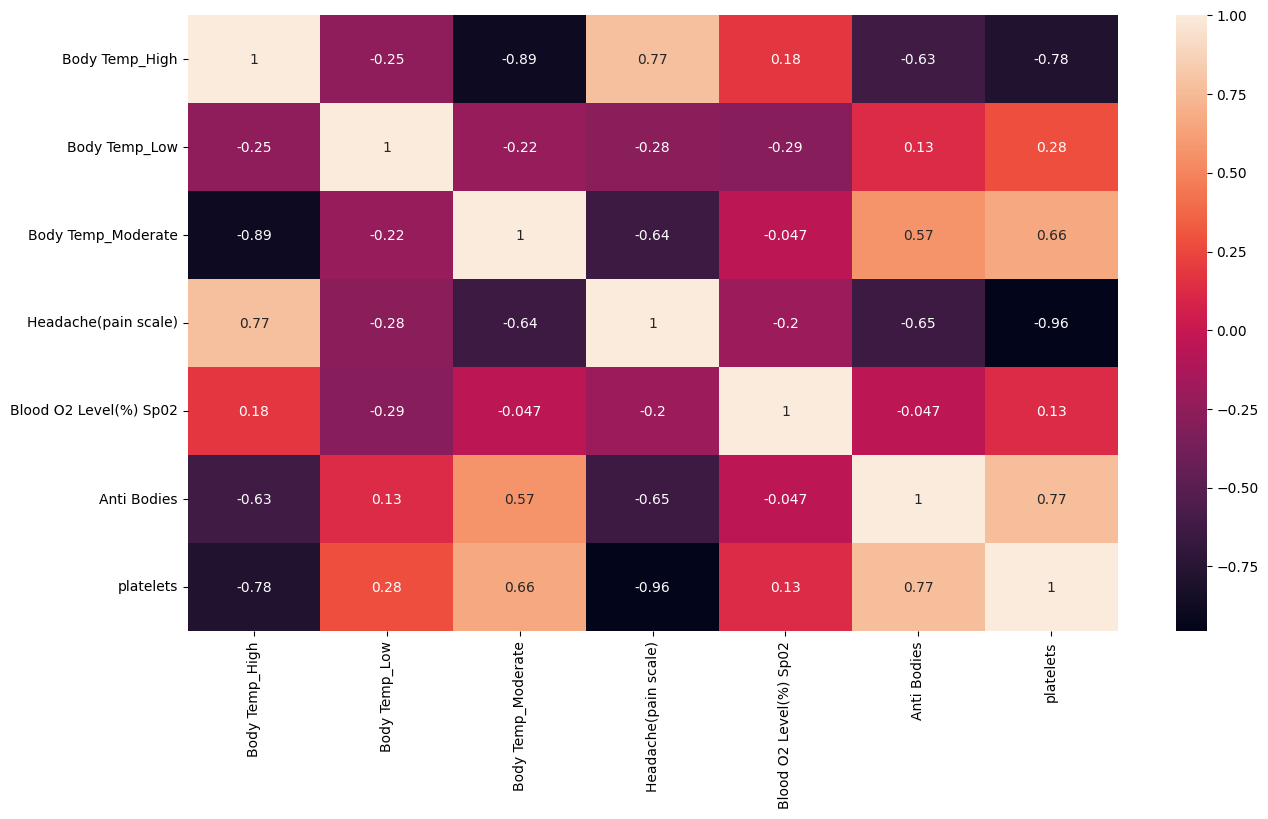 Body Temp_High 1 -0.25 -0.89 0.77 0.18 -0.63 -0.78
Body Temp_Low -0.25 1 -0.22 -0.28 -0.29 0.13 0.28
Body Temp_Moderate -0.89 -0.22 1 -0.64 -0.047 0.57 0.66
Headache(pain scale) 0.77 -0.28 -0.64 1 -0.2 -0.65 -0.96
Blood O2 Level(%) Sp02 0.18 -0.29 -0.047 -0.2 1 -0.047 0.13
Anti Bodies -0.63 0.13 0.57 -0.65 -0.047 1 0.77
platelets -0.78 0.28 0.66 -0.96 0.13 0.77 1
Body Temp_High
Body Temp_Low
Body Temp_Moderate
Headache(pain scale)
Blood O2 Level(%) Sp02
Anti Bodies
platelets
1.00
0.75
0.50
0.25
0.00
−0.25
−0.50
−0.75